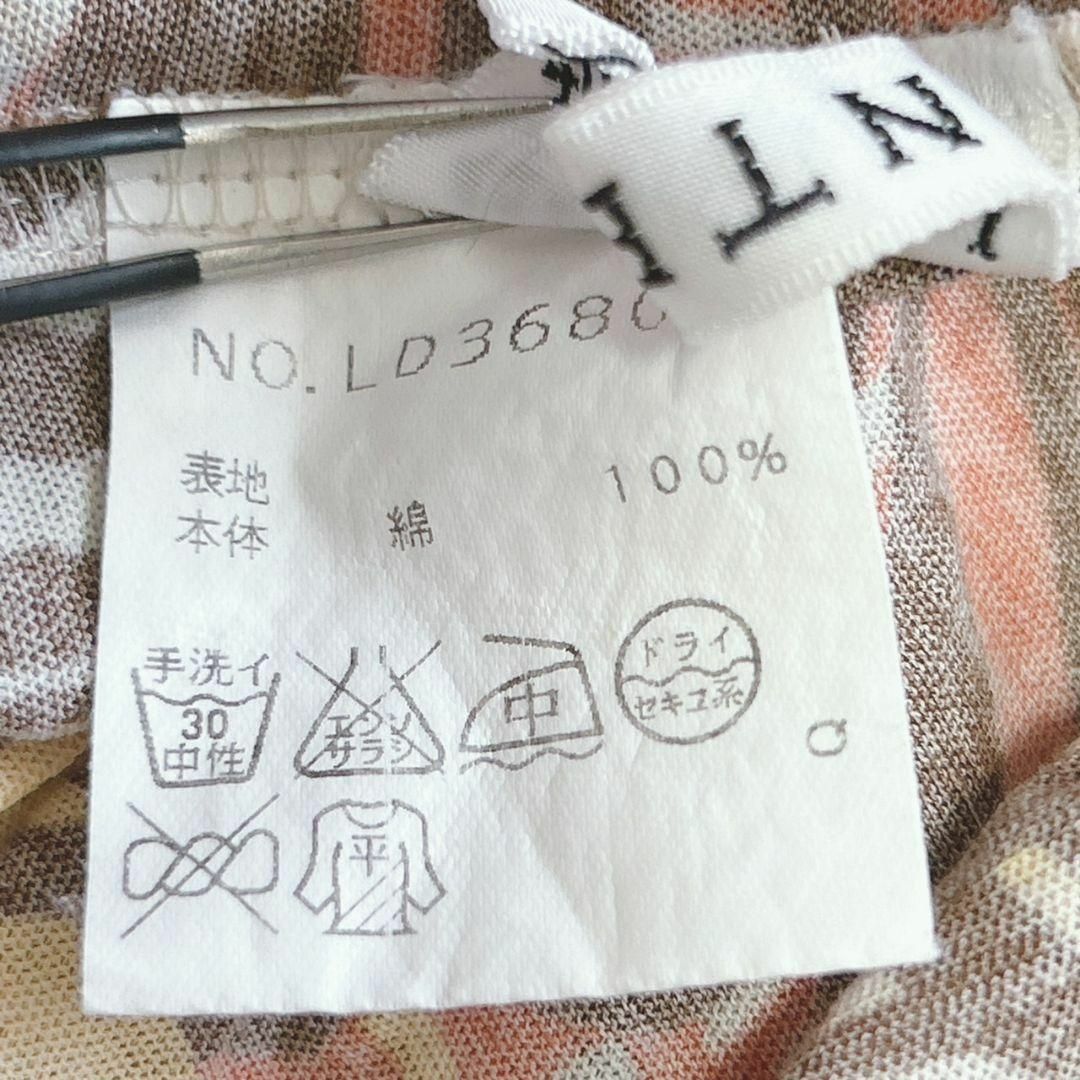 NO. LD368
表地
本体 綿 100%
手洗イ
30
中性
エンソ
サラシ
中
ドライ
セキユ系
Q
平